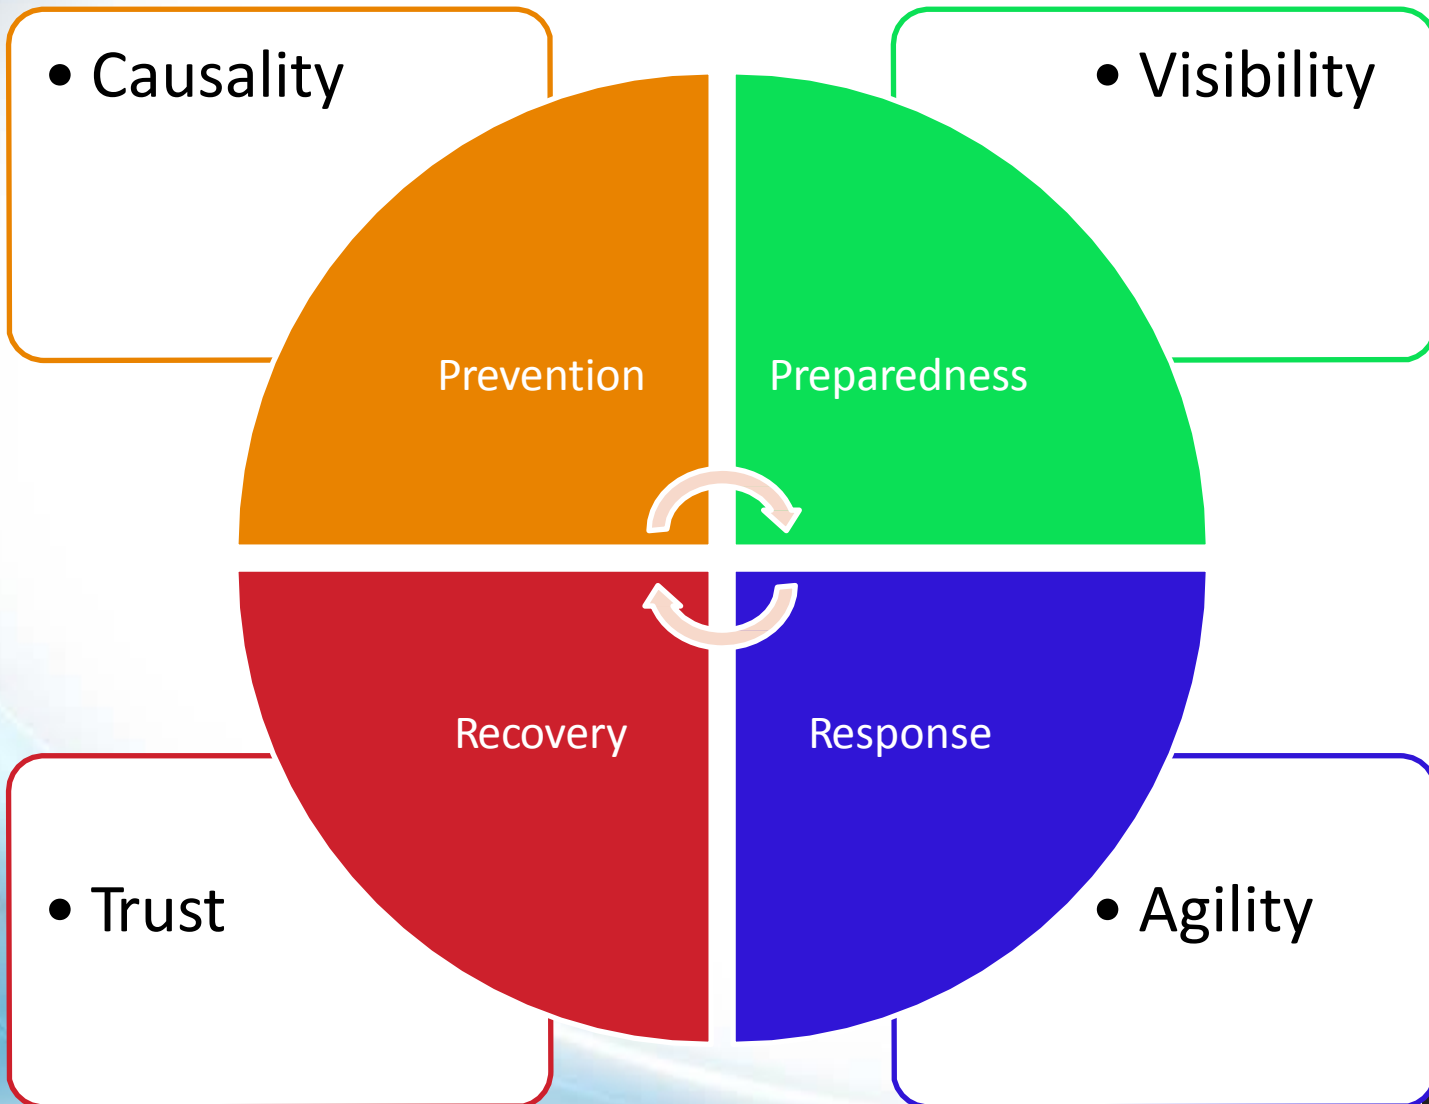 • Causality
• Visibility
Prevention
Preparedness
Recovery
Response
• Trust
• Agility